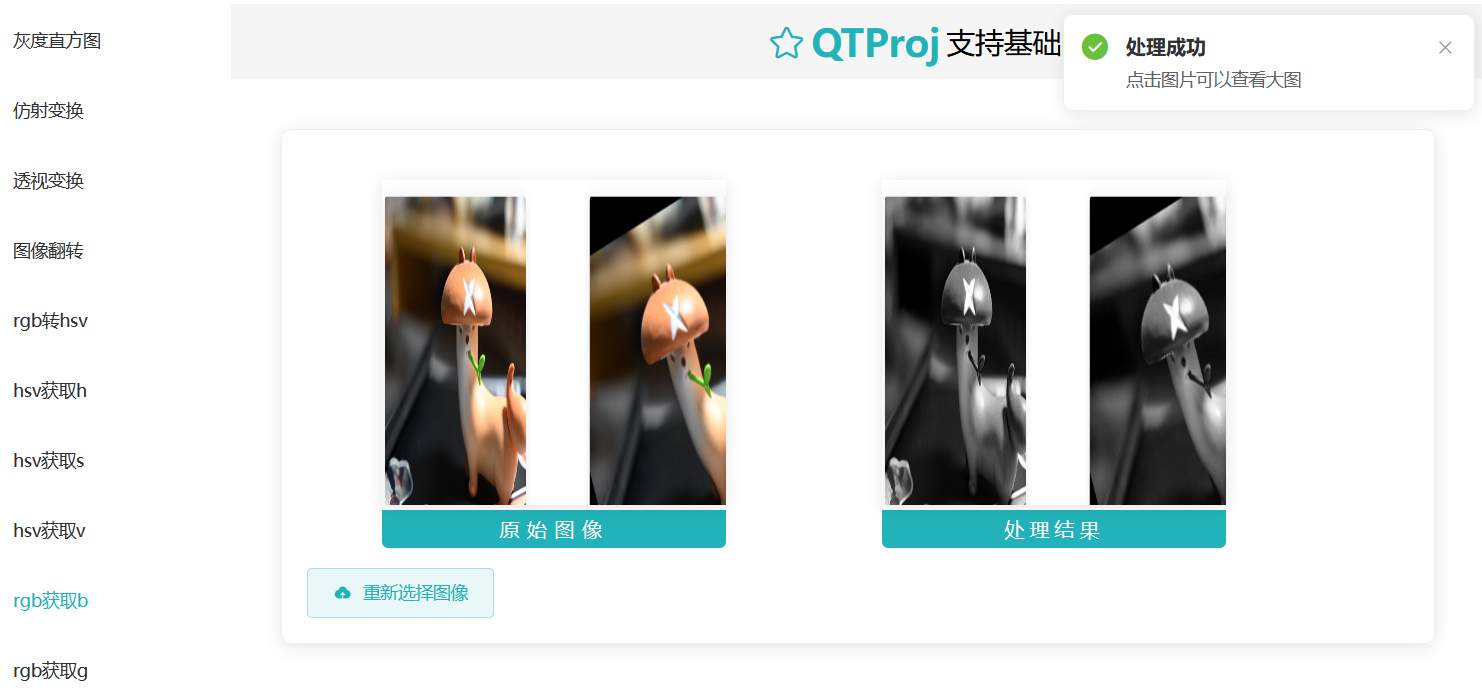 灰度直方图
仿射变换
透视变换
图像翻转
rgb转hsv
hsv获取h
hsv获取s
hsv获取v
rgb获取b
rgb获取g
QTProj 支持基础
处理成功
点击图片可以查看大图
原始图像
处理结果
重新选择图像